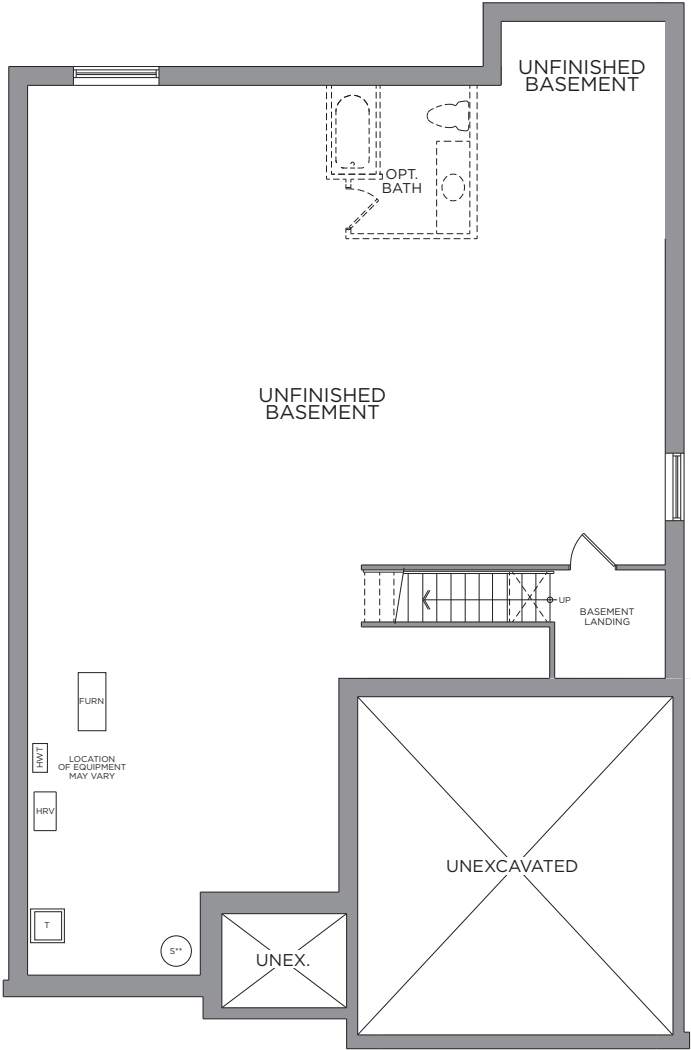 UNFINISHED
BASEMENT
OPT.
BATH
UNFINISHED
BASEMENT
UP
BASEMENT
LANDING
FURN
HWT
LOCATION
OF EQUIPMENT
MAY VARY
HRV
UNEXCAVATED
T
S**
UNEX.